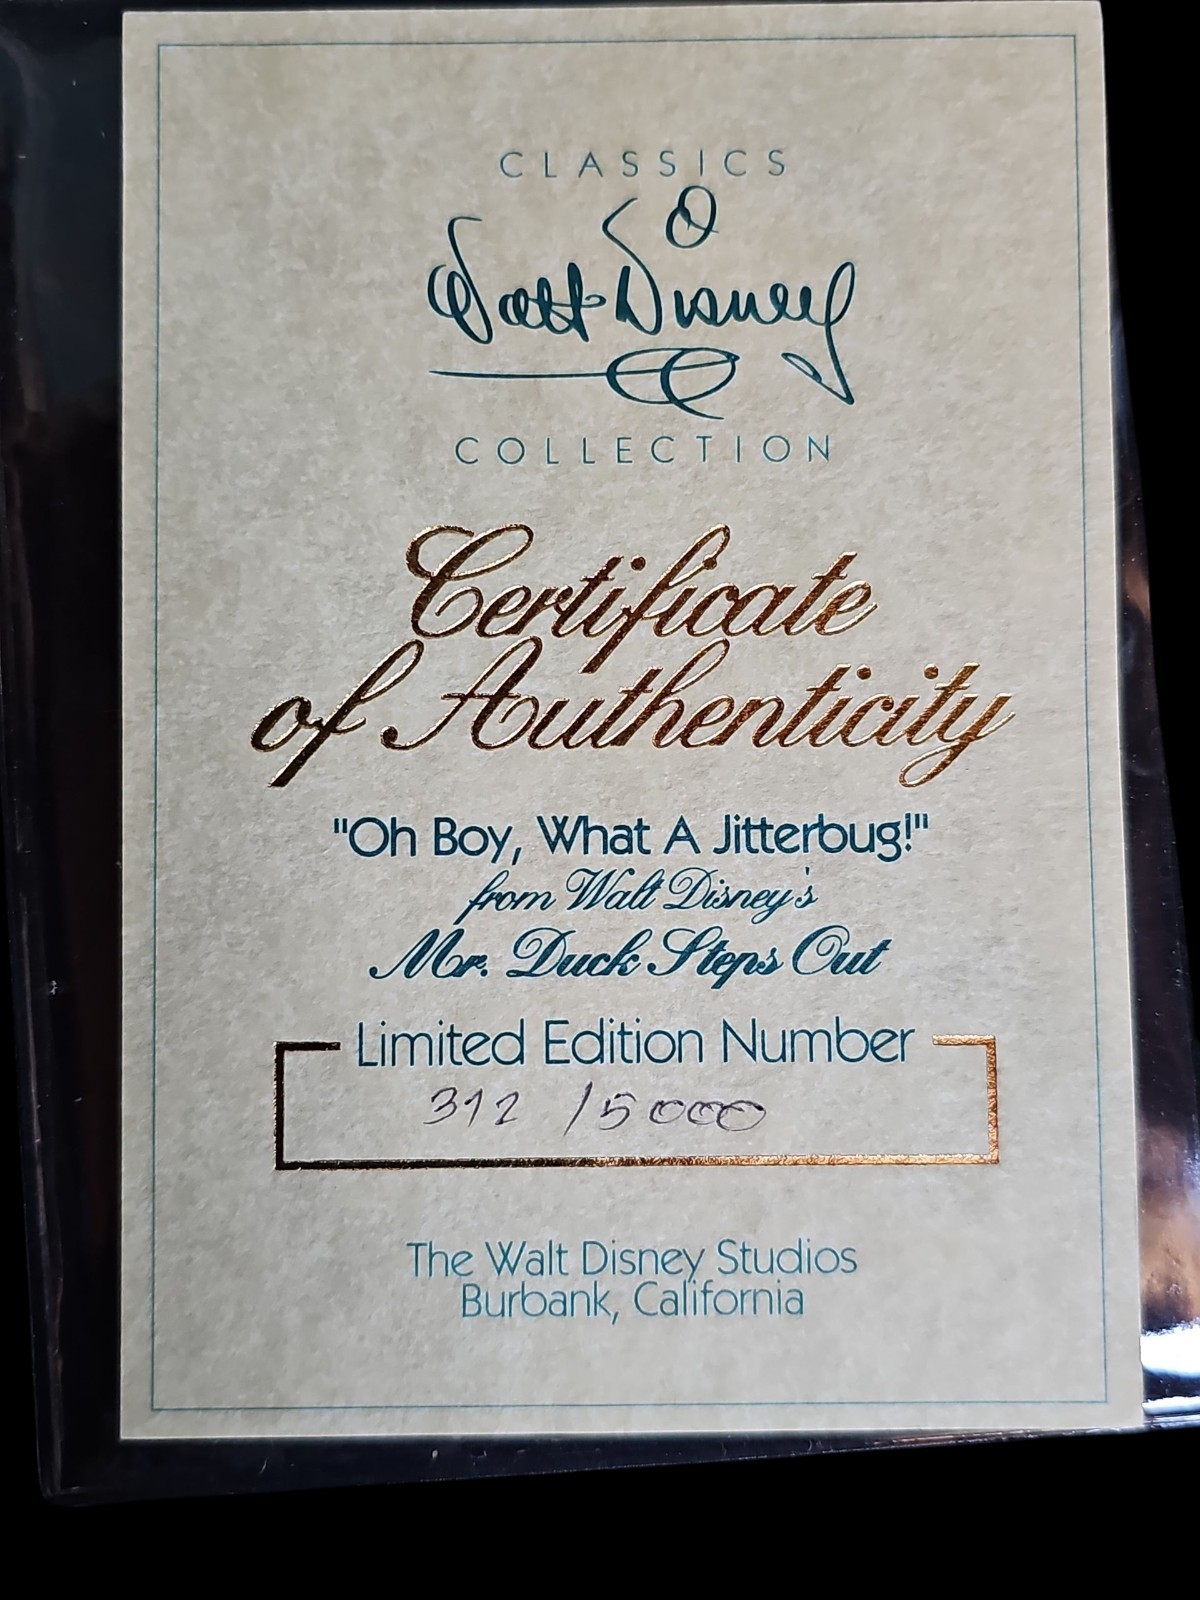 CLASSICS
Walt Disney
COLLECTION
Certificate
of Authenticity
"Oh Boy, What A Jitterbug!"
from Walt Disney's
Mr. Duck Steps Out
Limited Edition Number
312 /5000
The Walt Disney Studios
Burbank, California